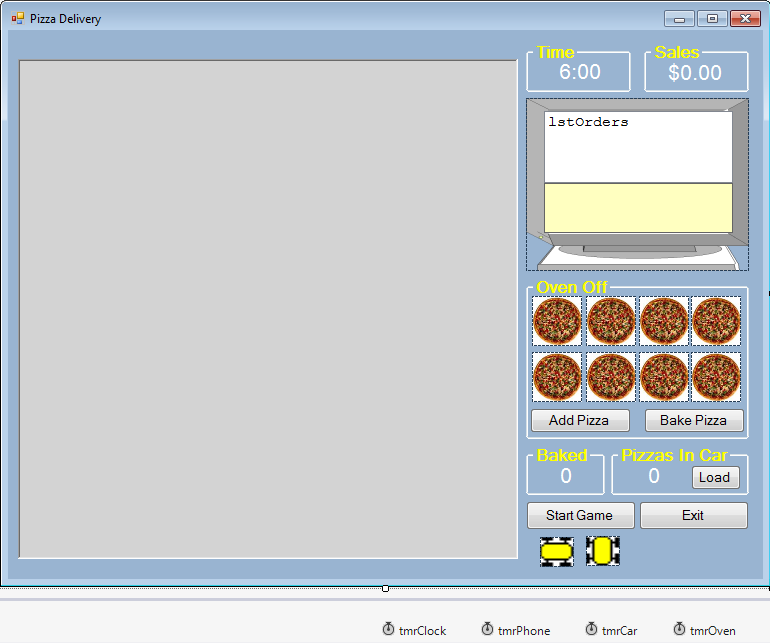 Pizza Delivery
Time
6:00
Sales
$0.00
lstOrders
Oven Off
Add Pizza
Bake Pizza
Baked
0
Pizzas In Car
0
Load
Start Game
Exit
tmrClock
tmrPhone
tmrCar
tmrOven